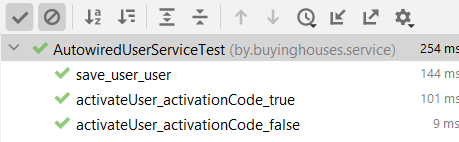 AutowiredUserServiceTest (by.buyinghouses.service) 254 ms
save_user_user 144 ms
activateUser_activationCode_true 101 ms
activateUser_activationCode_false 9 ms